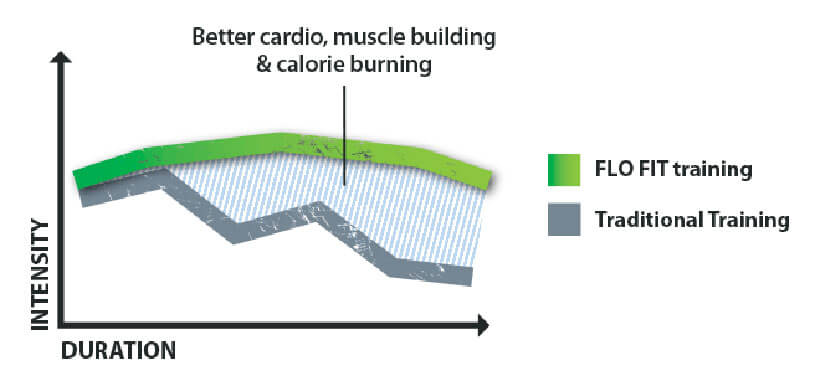 Better cardio, muscle building
& calorie burning
INTENSITY
DURATION
FLO FIT training
Traditional Training